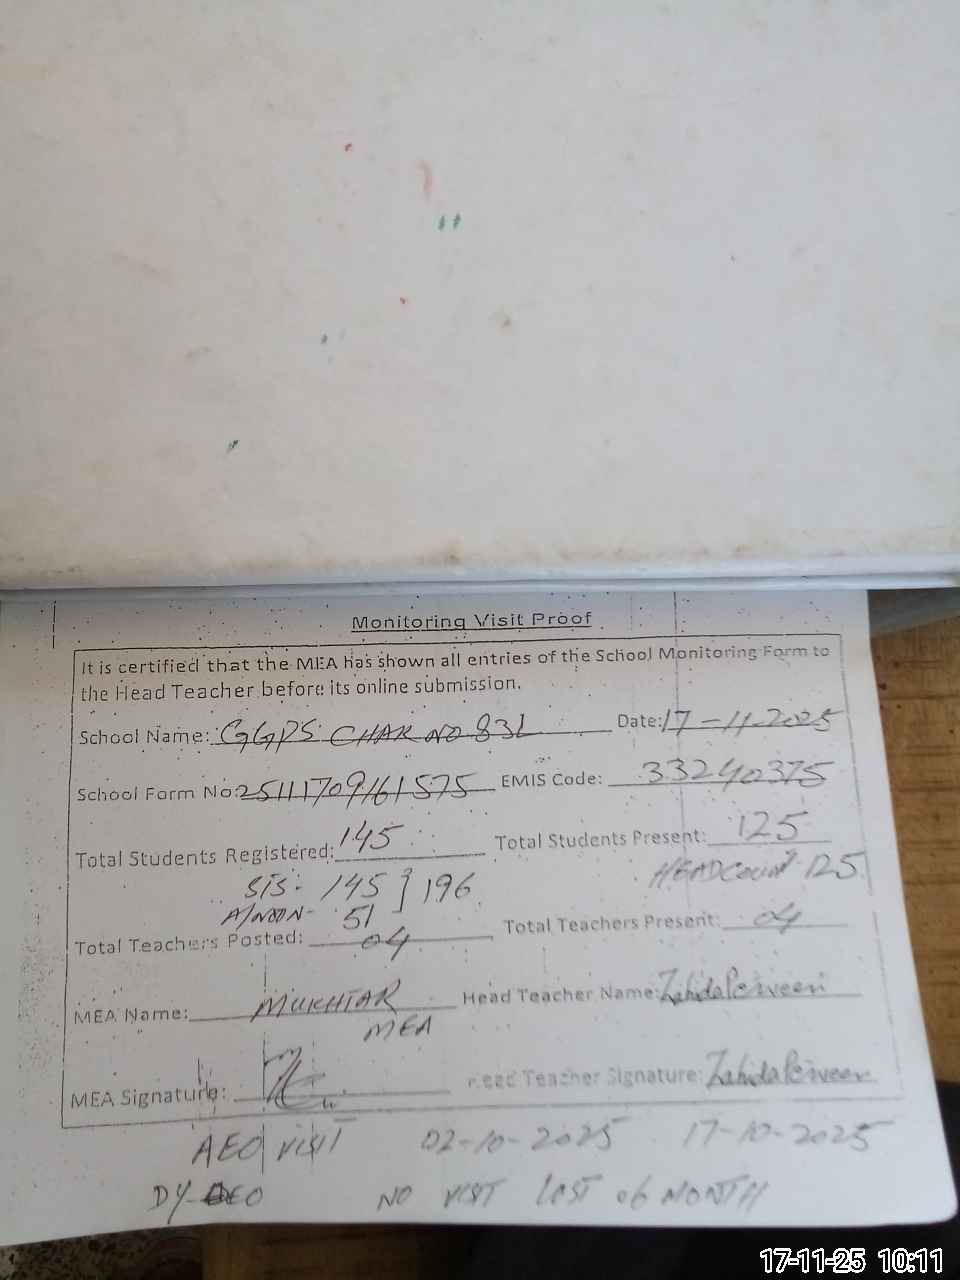 Monitoring Visit Proof
It is certified that the MEA has shown all entries of the School Monitoring Form to
the Head Teacher before its online submission.
School Name: GGPS CHAK NO 83L Date: 17-11-2025
School Form No: 25111709161575 EMIS Code: 33240375
Total Students Registered: 145 Total Students Present: 125
SIS - 145 } 196 HEADCOUNT 125
A/NOON - 51
Total Teachers Posted: 04 Total Teachers Present: 04
MEA Name: MUKHTAR Head Teacher Name: Zahida Perveen
MEA
MEA Signature: Head Teacher Signature: Zahida Perveen
AEO VISIT 02-10-2025 17-10-2025
DY-DEO NO VISIT LAST 06 MONTH
17-11-25 10:11